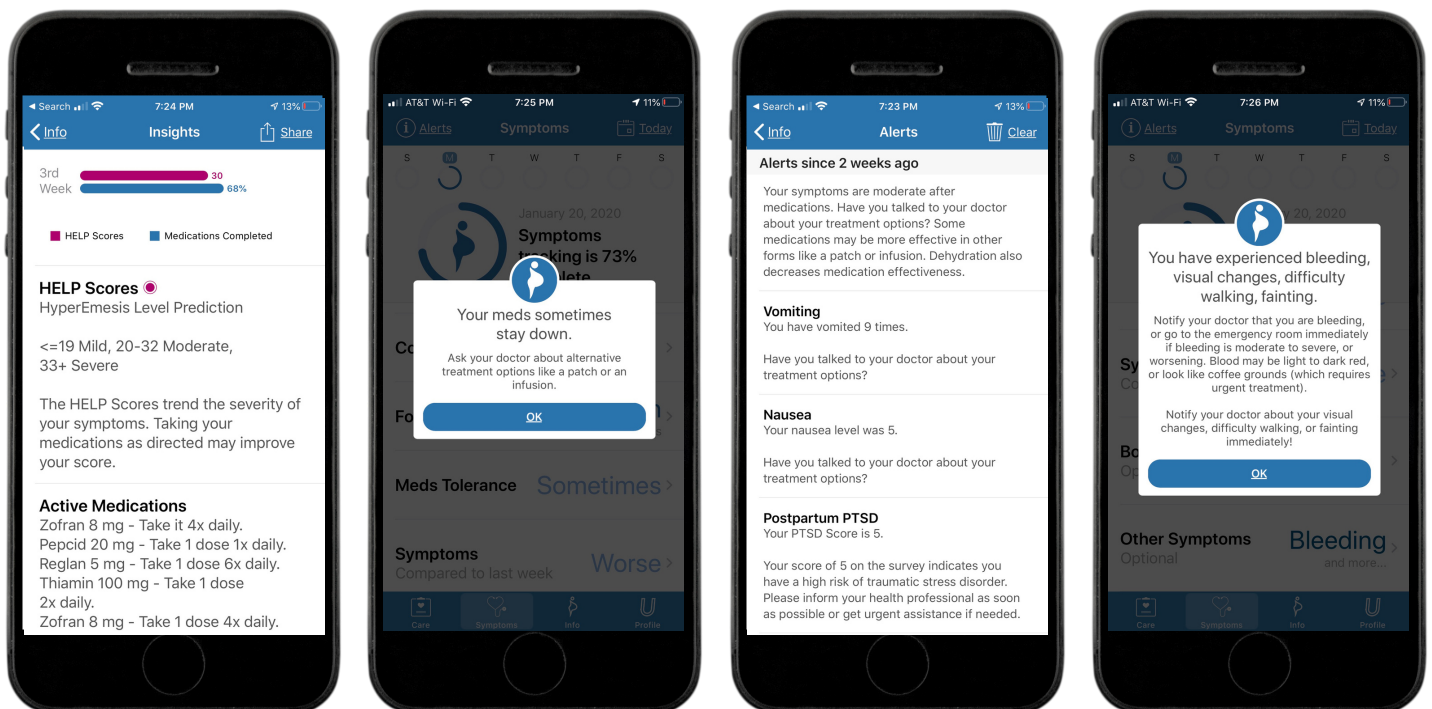 Search
7:24 PM
13%
Info
Insights
Share
3rd
Week
30
68%
HELP Scores
Medications Completed
HELP Scores
HyperEmesis Level Prediction
<=19 Mild, 20-32 Moderate,
33+ Severe
The HELP Scores trend the severity of
your symptoms. Taking your
medications as directed may improve
your score.
Active Medications
Zofran 8 mg - Take it 4x daily.
Pepcid 20 mg - Take 1 dose 1x daily.
Reglan 5 mg - Take 1 dose 6x daily.
Thiamin 100 mg - Take 1 dose
2x daily.
Zofran 8 mg - Take 1 dose 4x daily.
AT&T Wi-Fi
7:25 PM
11%
Alerts
Symptoms
Today
S M T W T F S
January 20, 2020
Symptoms
tracking is 73%
Your meds sometimes
stay down.
Ask your doctor about alternative
treatment options like a patch or an
infusion.
OK
Meds Tolerance
Sometimes
Symptoms
Compared to last week
Worse
Care
Symptoms
Info
Profile
Search
7:23 PM
13%
Info
Alerts
Clear
Alerts since 2 weeks ago
Your symptoms are moderate after
medications. Have you talked to your doctor
about your treatment options? Some
medications may be more effective in other
forms like a patch or infusion. Dehydration also
decreases medication effectiveness.
Vomiting
You have vomited 9 times.
Have you talked to your doctor about your
treatment options?
Nausea
Your nausea level was 5.
Have you talked to your doctor about your
treatment options?
Postpartum PTSD
Your PTSD Score is 5.
Your score of 5 on the survey indicates you
have a high risk of traumatic stress disorder.
Please inform your health professional as soon
as possible or get urgent assistance if needed.
AT&T Wi-Fi
7:26 PM
11%
Alerts
Symptoms
Today
S M T W T F S
20, 2020
You have experienced bleeding,
visual changes, difficulty
walking, fainting.
Notify your doctor that you are bleeding,
or go to the emergency room immediately
if bleeding is moderate to severe, or
worsening. Blood may be light to dark red,
or look like coffee grounds (which requires
urgent treatment).
Notify your doctor about your visual
changes, difficulty walking, or fainting
immediately!
OK
Other Symptoms
Optional
Bleeding
and more...
Care
Symptoms
Info
Profile